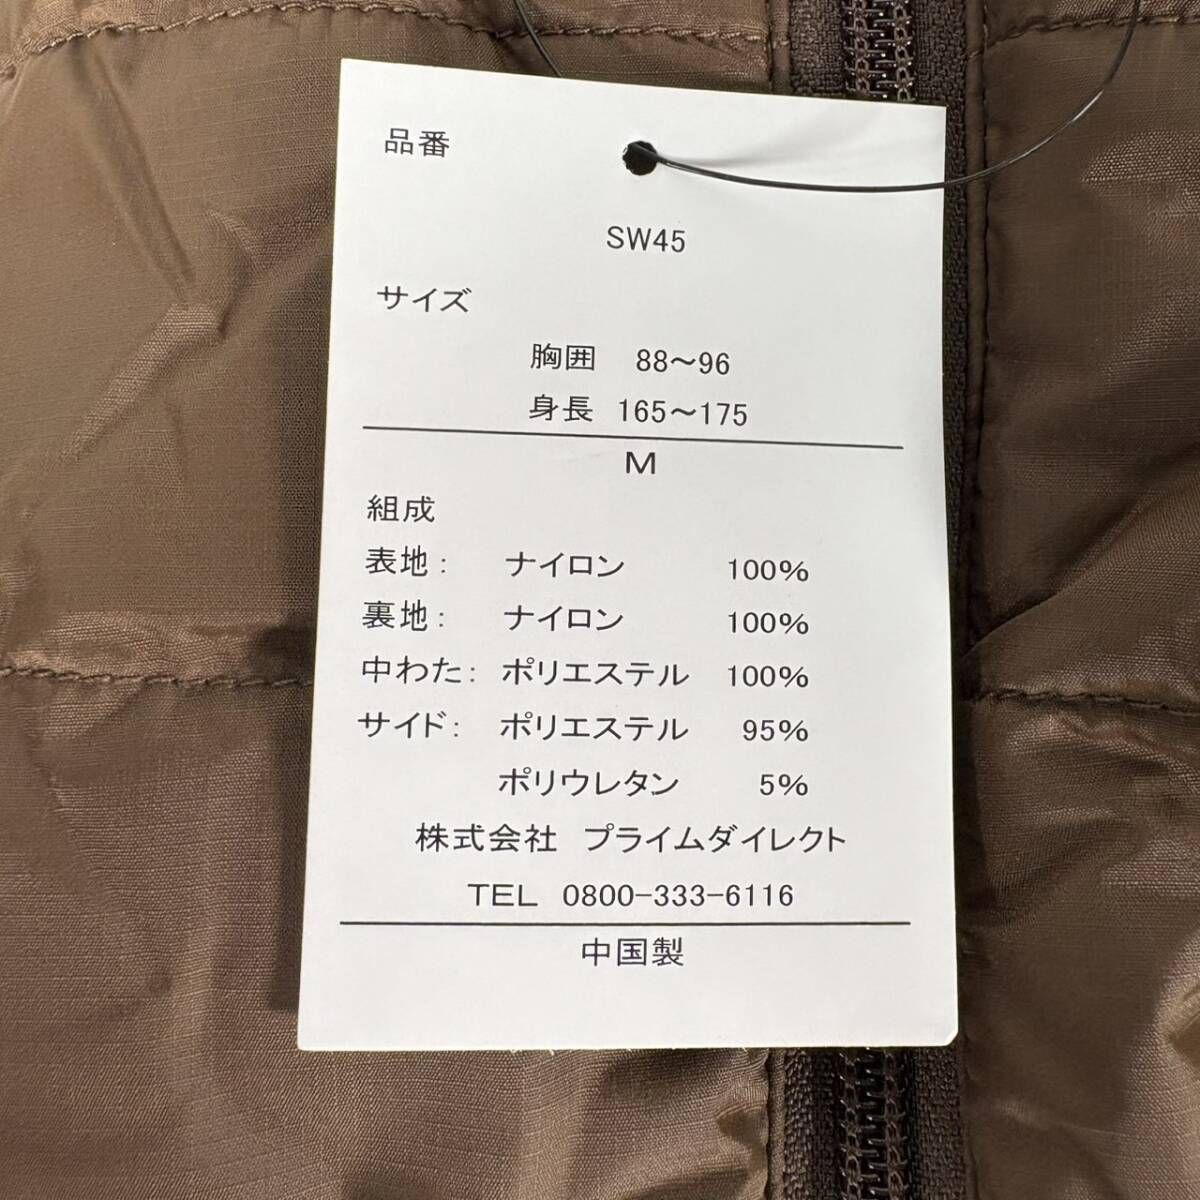 品番
SW45
サイズ
胸囲 88～96
身長 165～175
M
組成
表地： ナイロン 100%
裏地： ナイロン 100%
中わた： ポリエステル 100%
サイド： ポリエステル 95%
ポリウレタン 5%
株式会社 プライムダイレクト
TEL 0800-333-6116
中国製